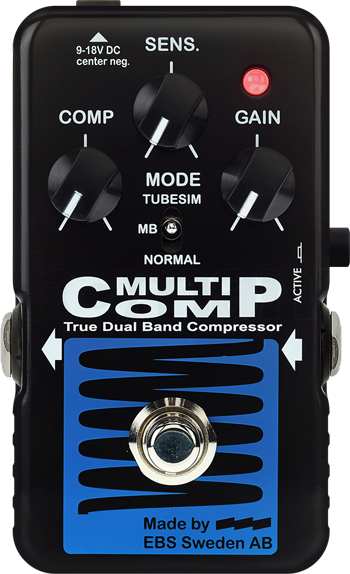 SENS.
9-18V DC
center neg.
COMP
GAIN
MODE
TUBESIM
MB
NORMAL
ACTIVE
MULTI
COMP
True Dual Band Compressor
Made by
EBS Sweden AB